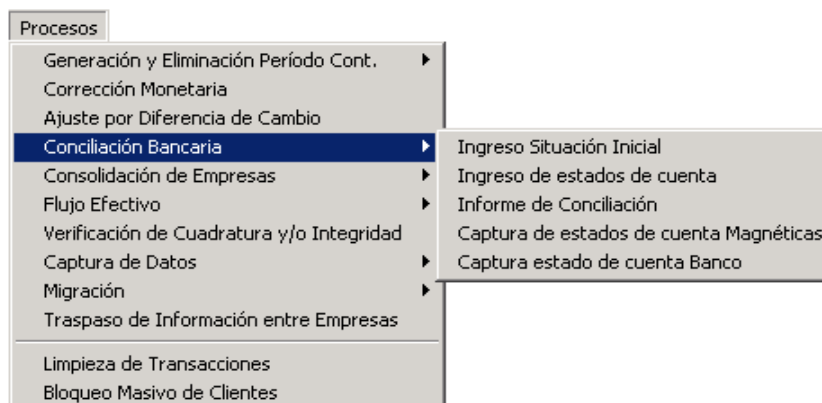 Procesos
Generación y Eliminación Período Cont.
Corrección Monetaria
Ajuste por Diferencia de Cambio
Conciliación Bancaria
Consolidación de Empresas
Flujo Efectivo
Verificación de Cuadratura y/o Integridad
Captura de Datos
Migración
Traspaso de Información entre Empresas
Limpieza de Transacciones
Bloqueo Masivo de Clientes
Ingreso Situación Inicial
Ingreso de estados de cuenta
Informe de Conciliación
Captura de estados de cuenta Magnéticas
Captura estado de cuenta Banco